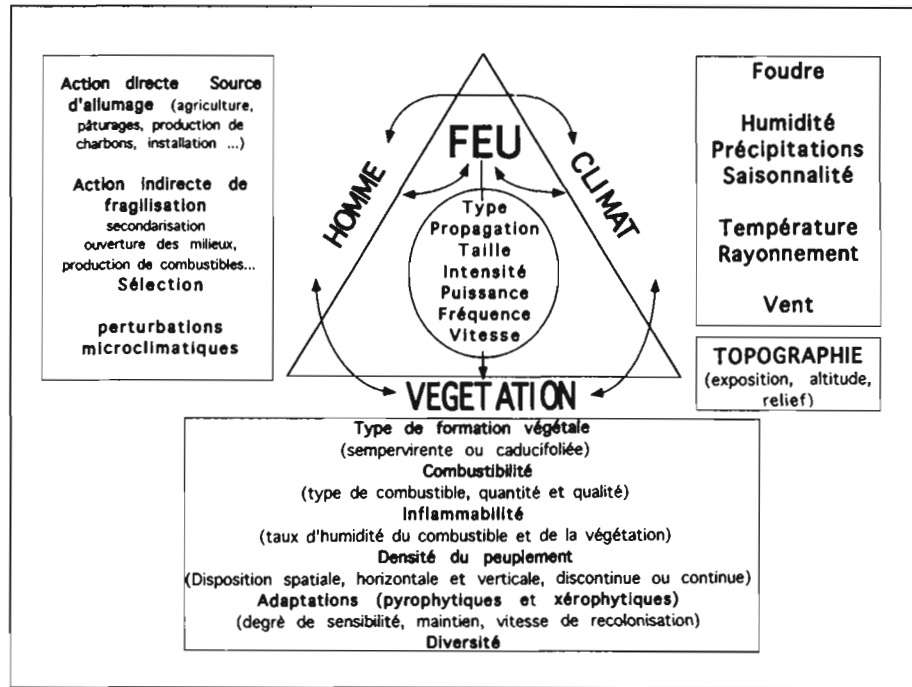 Action directe Source
d'allumage (agriculture,
pâturages, production de
charbons, installation ...)
Action indirecte de
fragilisation
secondarisation
ouverture des milieux,
production de combustibles...
Sélection
perturbations
microclimatiques
HOMME
FEU
CLIMAT
Type
Propagation
Taille
Intensité
Puissance
Fréquence
Vitesse
Foudre
Humidité
Précipitations
Saisonnalité
Température
Rayonnement
Vent
TOPOGRAPHIE
(exposition, altitude,
relief)
VEGETATION
Type de formation végétale
(sempervirente ou caducifoliée)
Combustibilité
(type de combustible, quantité et qualité)
Inflammabilité
(taux d'humidité du combustible et de la végétation)
Densité du peuplement
(Disposition spatiale, horizontale et verticale, discontinue ou continue)
Adaptations (pyrophytiques et xérophytiques)
(degrè de sensibilité, maintien, vitesse de recolonisation)
Diversité